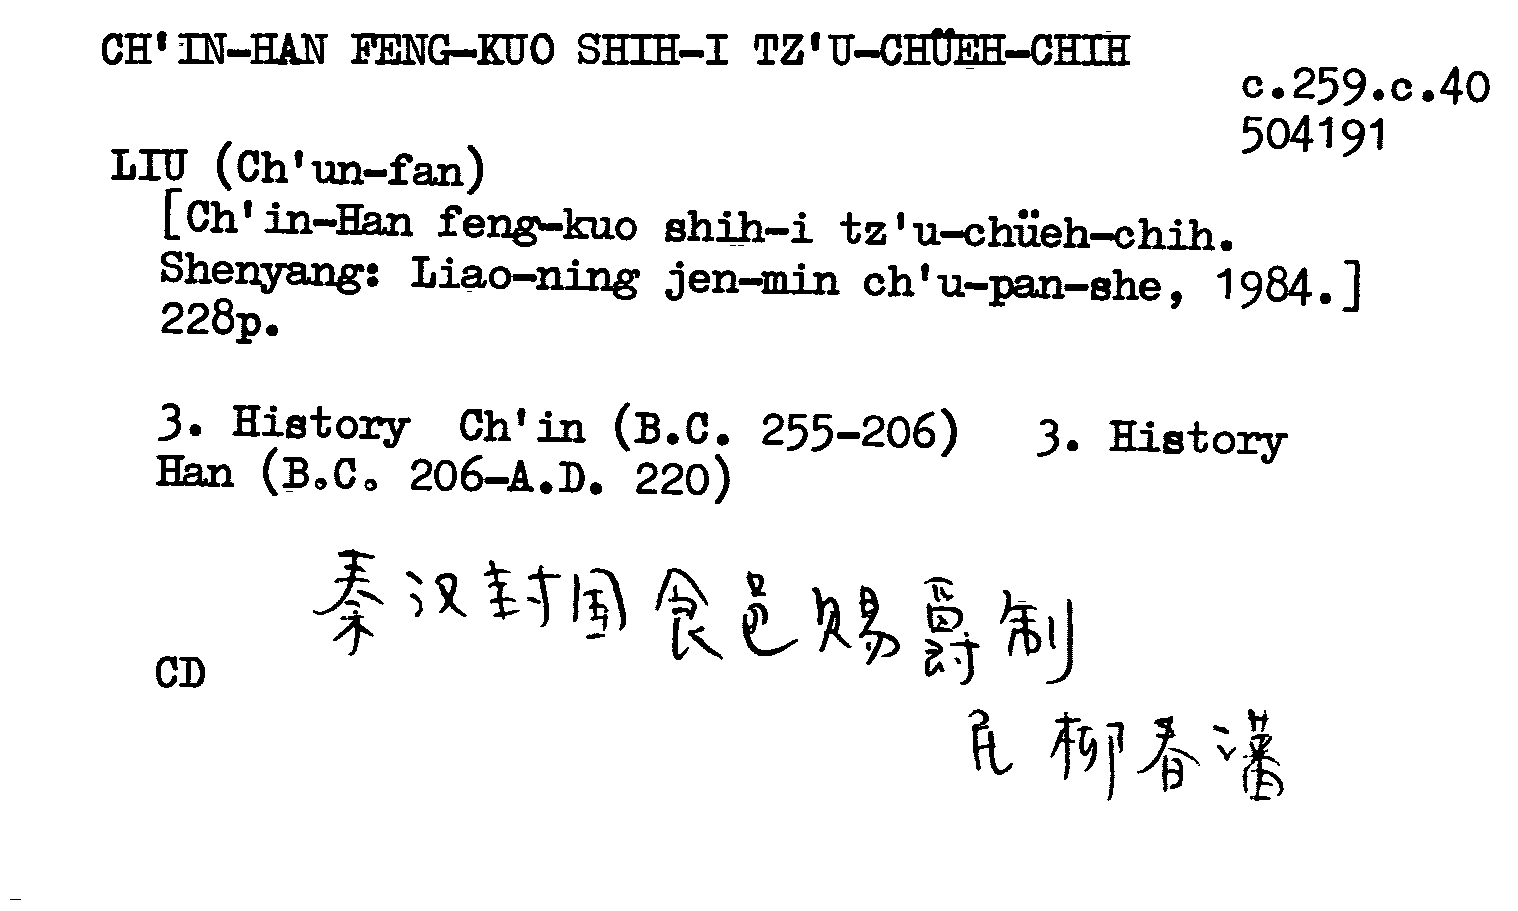 CH'IN-HAN FENG-KUO SHIH-I TZ'U-CHÜEH-CHIH
c.259.c.40
504191
LIU (Ch'un-fan)
[Ch'in-Han feng-kuo shih-i tz'u-chüeh-chih.
Shenyang: Liao-ning jen-min ch'u-pan-she, 1984.]
228p.
3. History Ch'in (B.C. 255-206) 3. History
Han (B.C. 206-A.D. 220)
秦汉封国食邑赐爵制
CD
柳春藩